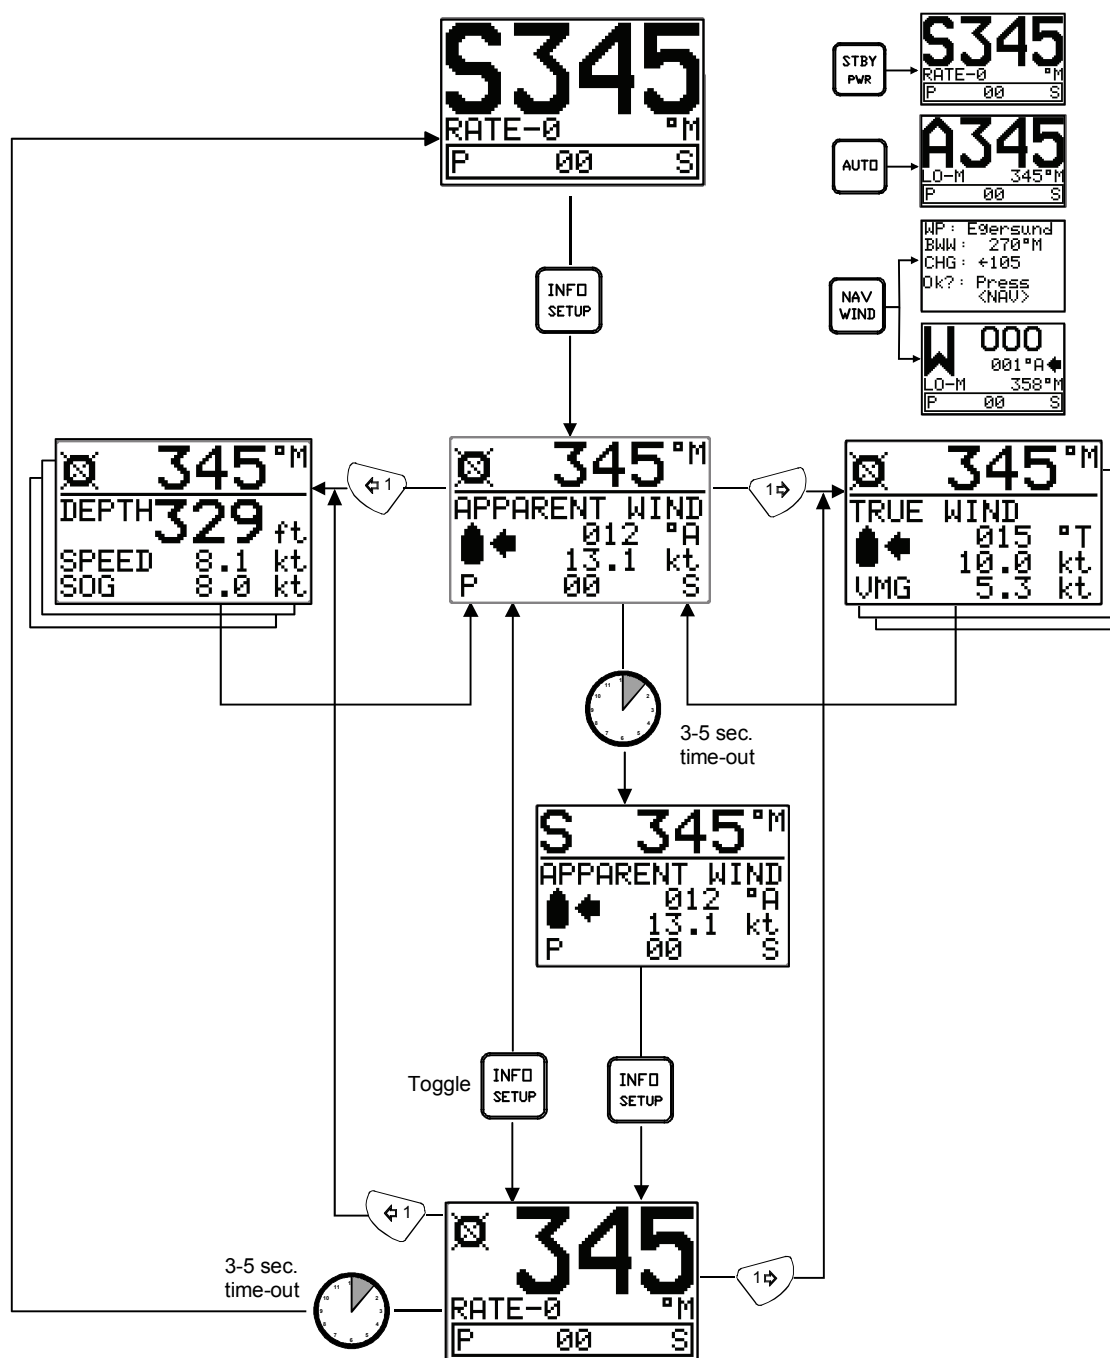 S345
RATE-0 °M
P 00 S
STBY
PWR
S345
RATE-0 °M
P 00 S
AUTO
A345
LO-M 345°M
P 00 S
NAV
WIND
WP: Egersund
BWW: 270°M
CHG: ←105
Ok?: Press
<NAV>
W 000
001°A
LO-M 358°M
P 00 S
INFO
SETUP
345°M
DEPTH 329 ft
SPEED 8.1 kt
SOG 8.0 kt
1
345°M
APPARENT WIND
012 °A
13.1 kt
P 00 S
1
345°M
TRUE WIND
015 °T
10.0 kt
VMG 5.3 kt
3-5 sec.
time-out
S 345°M
APPARENT WIND
012 °A
13.1 kt
P 00 S
Toggle
INFO
SETUP
INFO
SETUP
1
345
RATE-0 °M
P 00 S
1
3-5 sec.
time-out